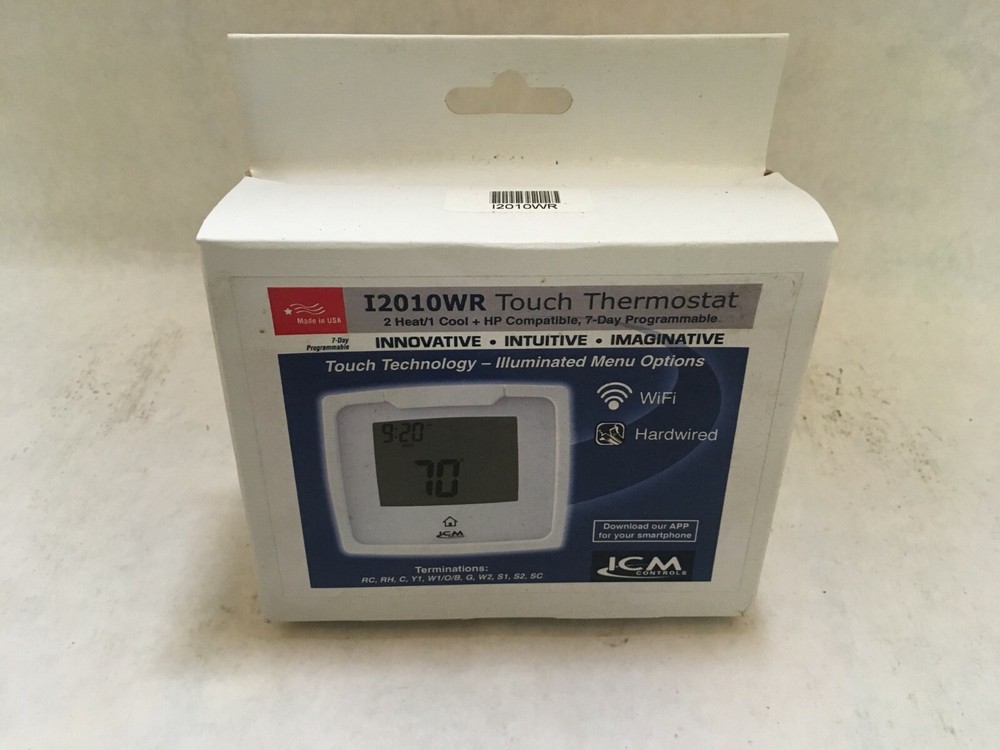 I2010WR
Made in USA
I2010WR Touch Thermostat
2 Heat/1 Cool + HP Compatible, 7-Day Programmable
7-Day
Programmable
INNOVATIVE • INTUITIVE • IMAGINATIVE
Touch Technology – Illuminated Menu Options
WiFi
Hardwired
9:20
70°
ICM
Download our APP
for your smartphone
ICM
CONTROLS
Terminations:
RC, RH, C, Y1, W1/O/B, G, W2, S1, S2, SC